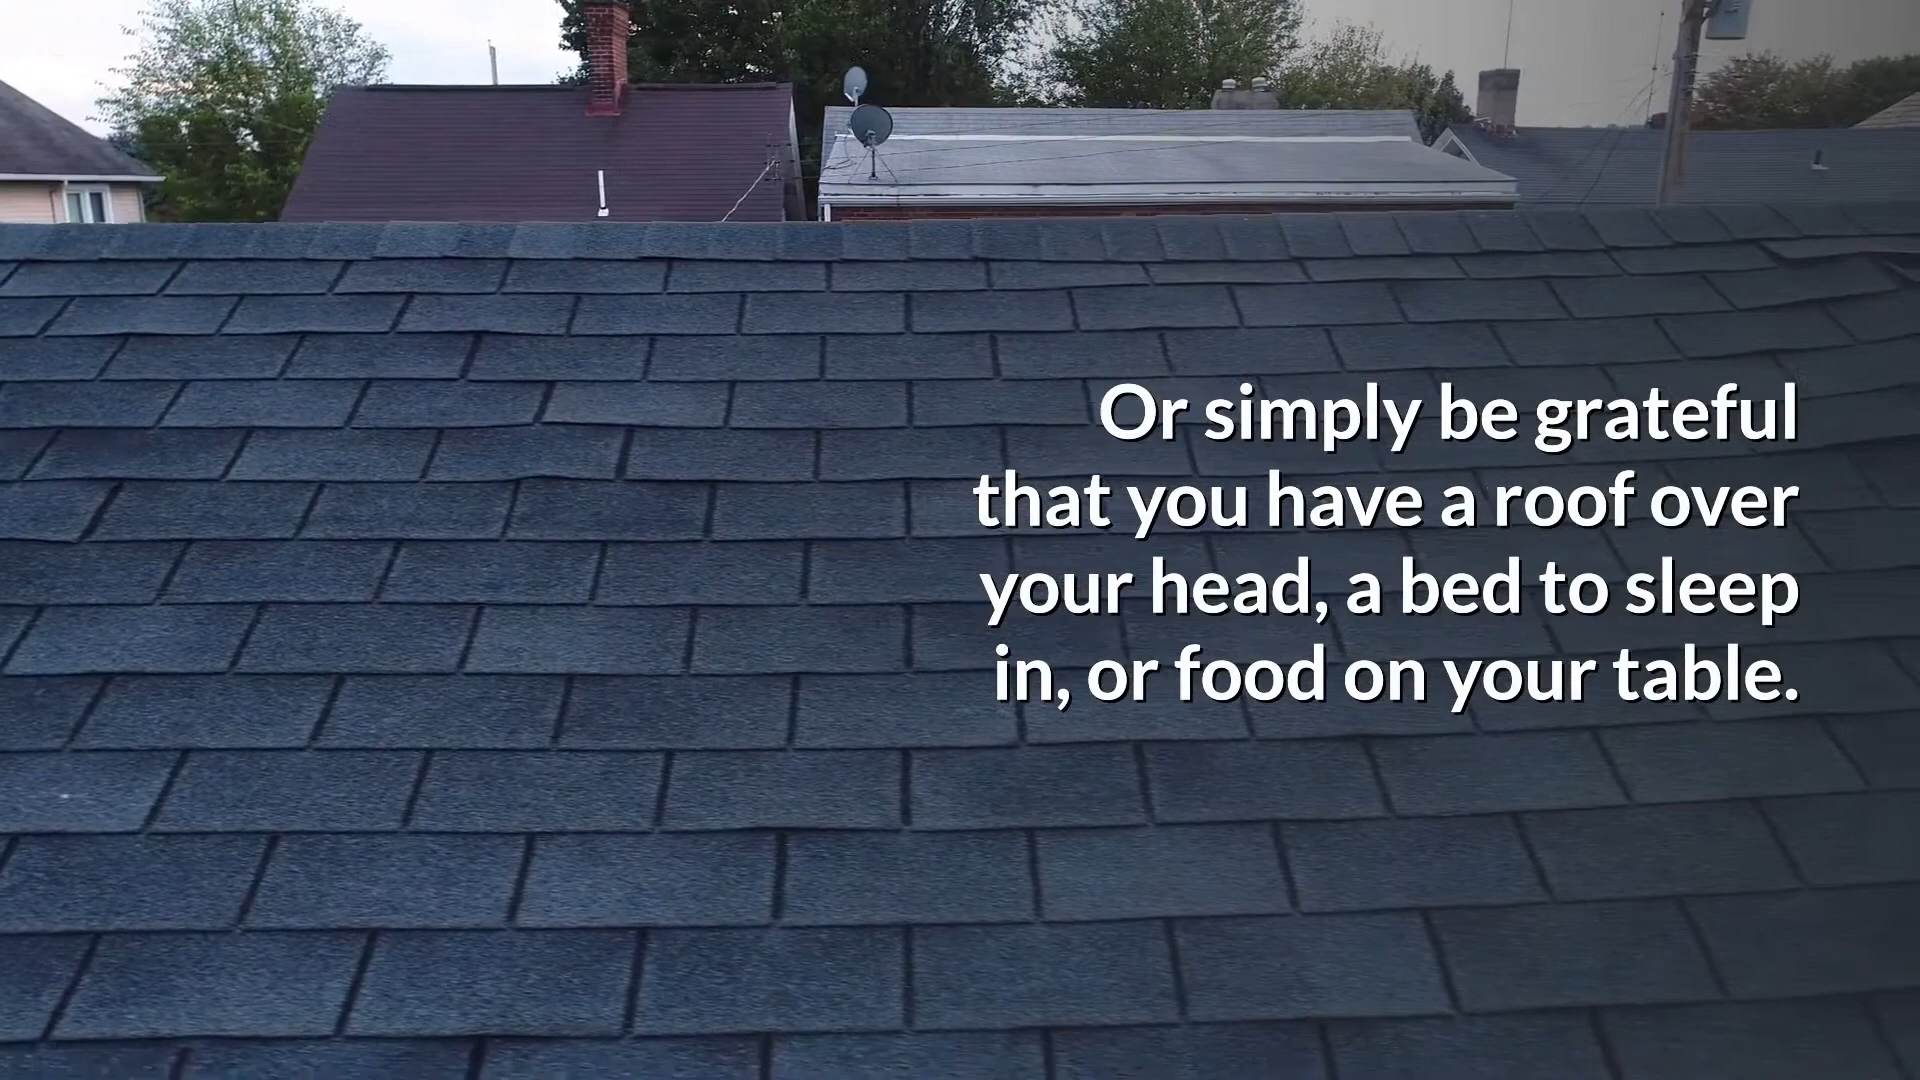 Or simply be grateful
that you have a roof over
your head, a bed to sleep
in, or food on your table.